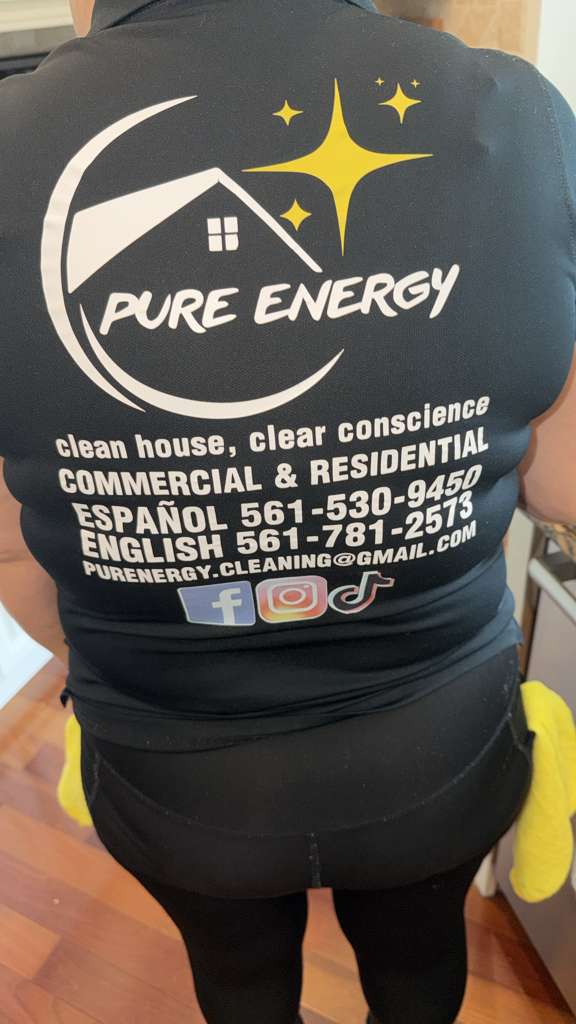 PURE ENERGY
clean house, clear conscience
COMMERCIAL & RESIDENTIAL
ESPAÑOL 561-530-9450
ENGLISH 561-781-2573
PURENERGY.CLEANING@GMAIL.COM